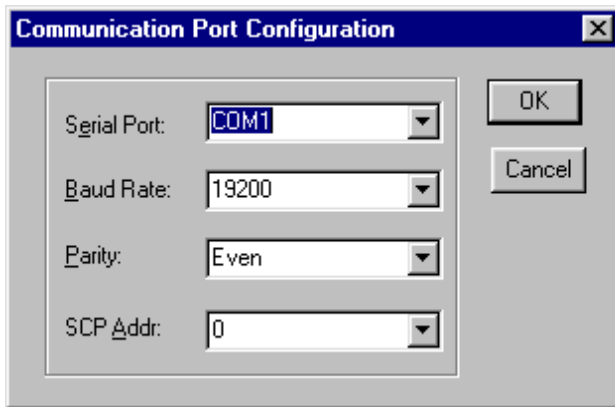 Communication Port Configuration
Serial Port: COM1
OK
Baud Rate: 19200
Cancel
Parity: Even
SCP Addr: 0